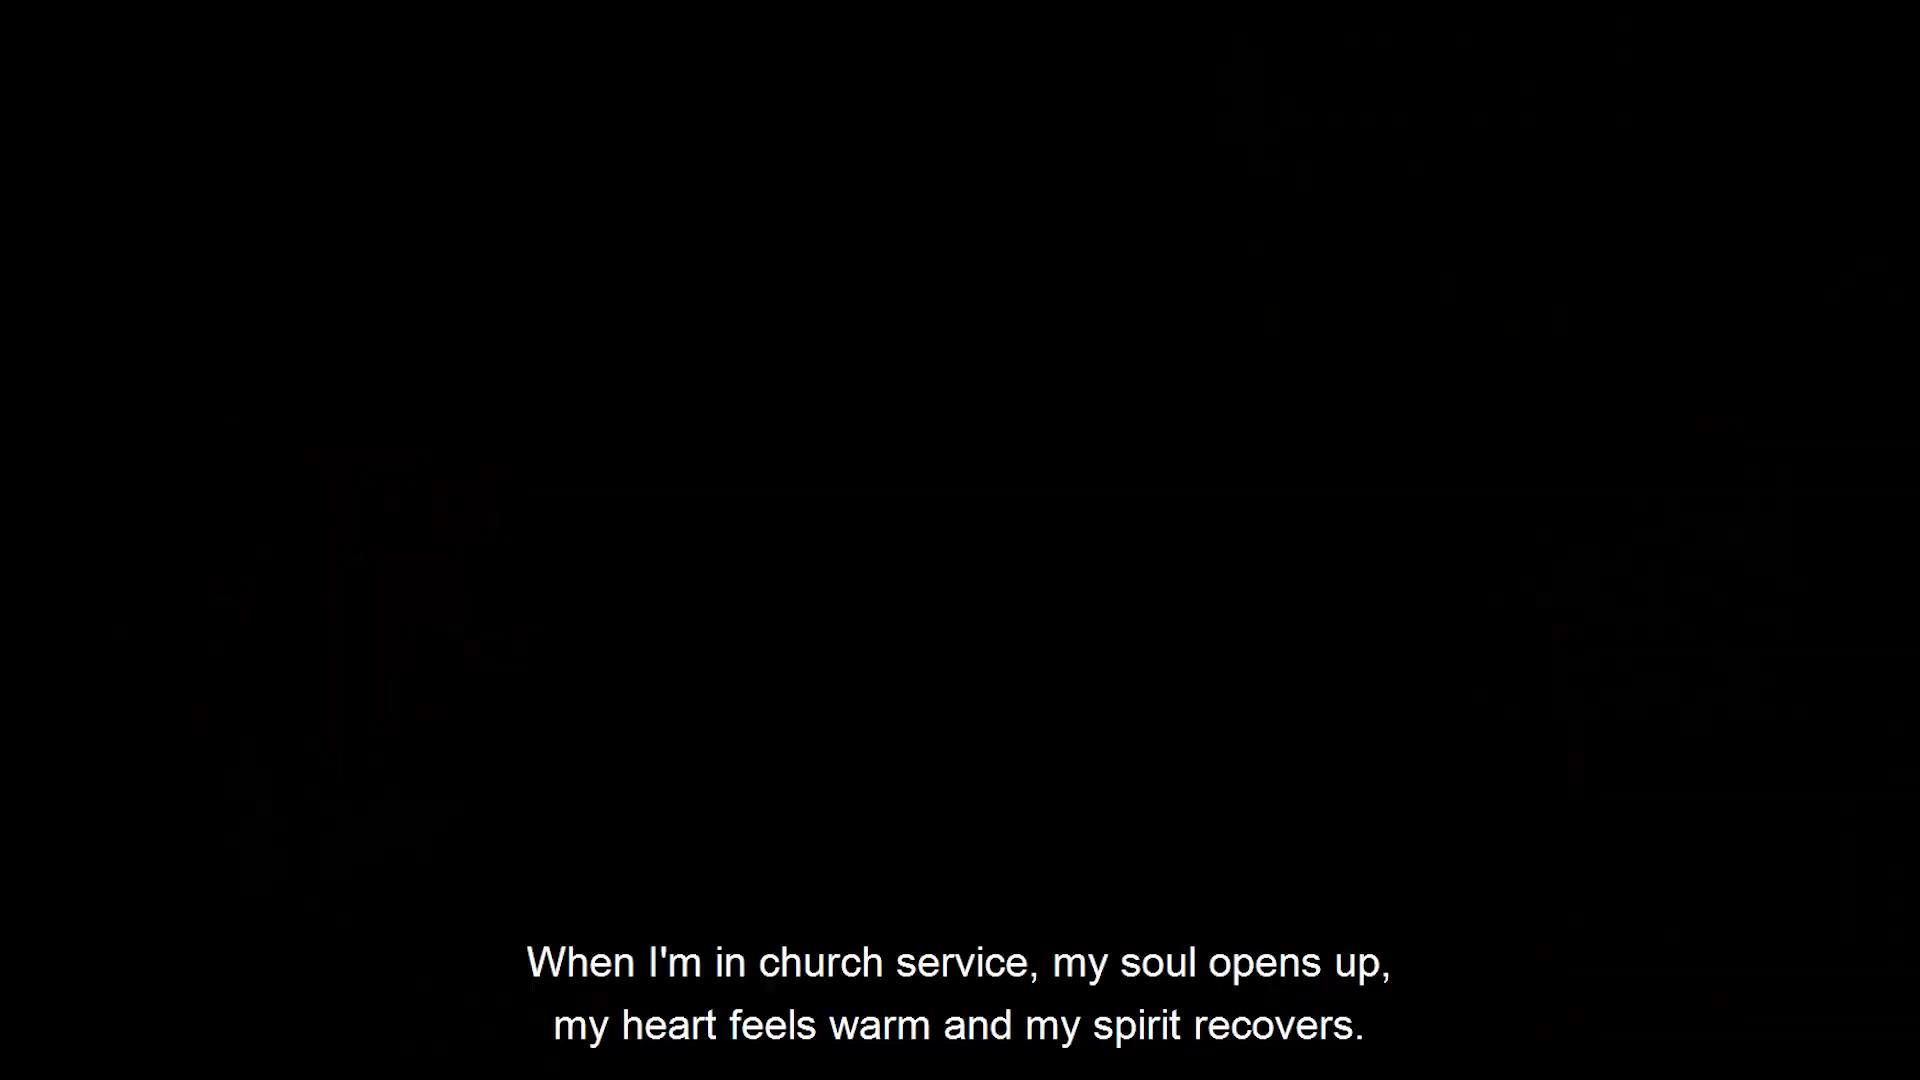 When I'm in church service, my soul opens up,
my heart feels warm and my spirit recovers.